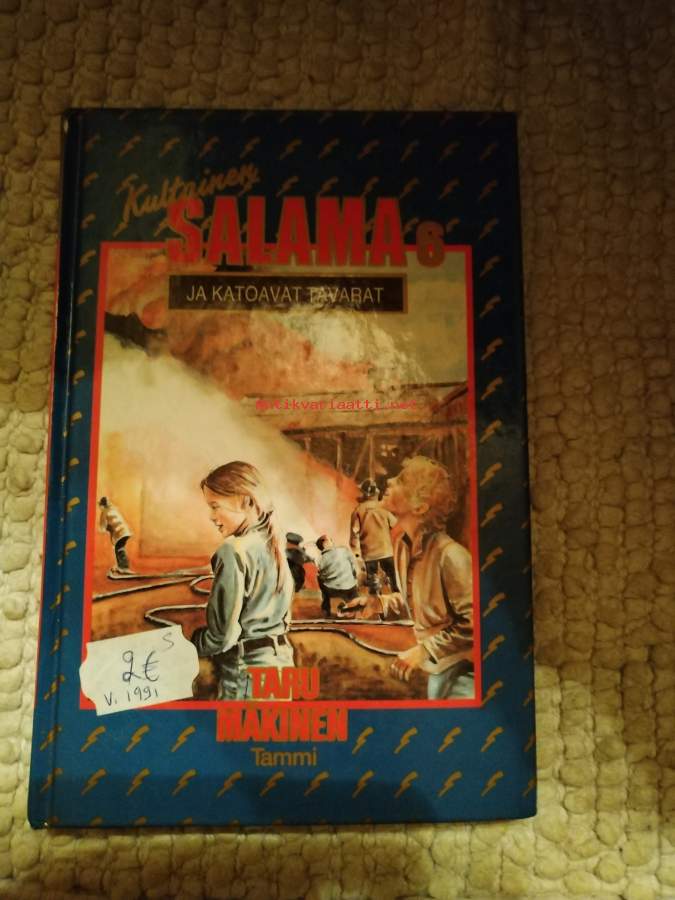 Kultainen
SALAMA 6
JA KATOAVAT TAVARAT
antikvariaatti.net
S
2€
V. 1991
TARU
MÄKINEN
Tammi